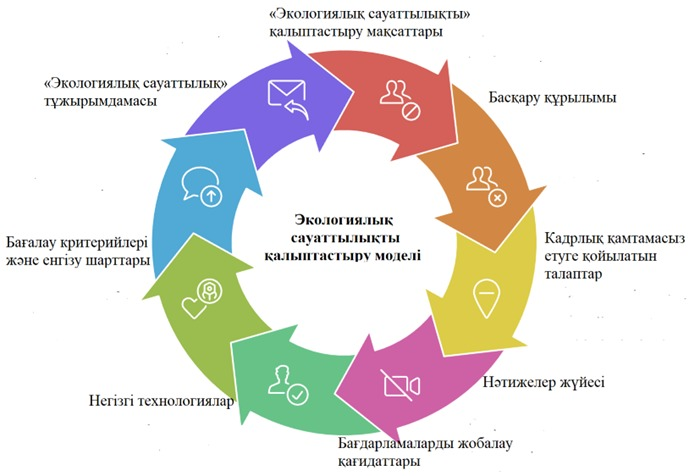 «Экологиялық сауаттылықты»
қалыптастыру мақсаттары
«Экологиялық сауаттылық»
тұжырымдамасы
Басқару құрылымы
Экологиялық
сауаттылықты
қалыптастыру моделі
Бағалау критерийлері
және енгізу шарттары
Кадрлық қамтамасыз
етуге қойылатын
талаптар
Нәтижелер жүйесі
Негізгі технологиялар
Бағдарламаларды жобалау
қағидаттары